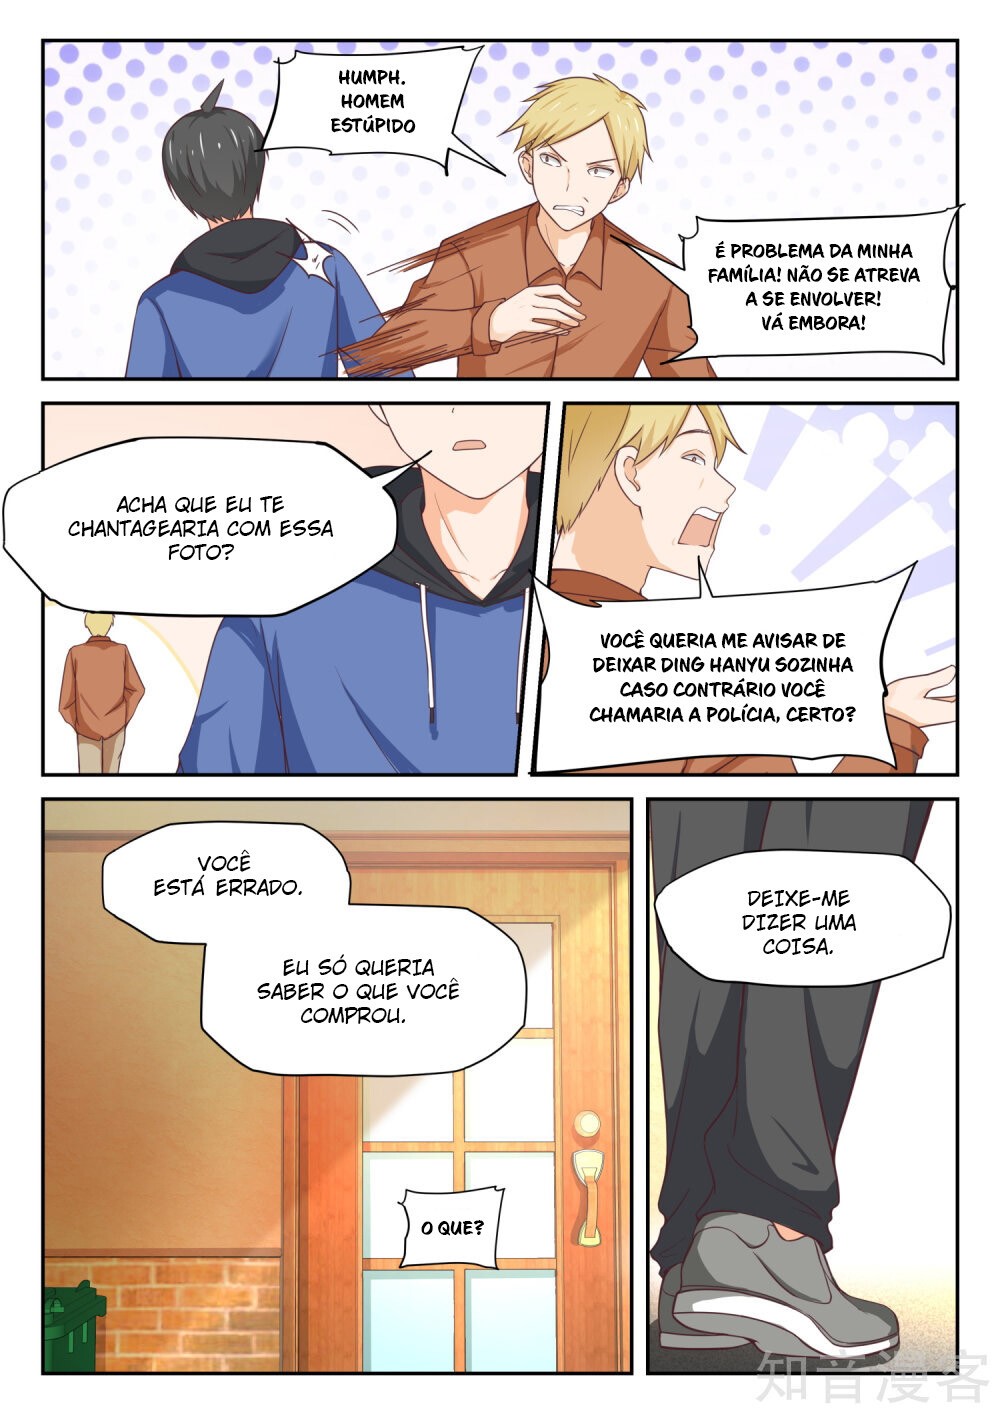 HUMPH.
HOMEM
ESTÚPIDO
É PROBLEMA DA MINHA
FAMÍLIA! NÃO SE ATREVA
A SE ENVOLVER!
VÁ EMBORA!
ACHA QUE EU TE
CHANTAGEARIA COM ESSA
FOTO?
VOCÊ QUERIA ME AVISAR DE
DEIXAR DING HANYU SOZINHA
CASO CONTRÁRIO VOCÊ
CHAMARIA A POLÍCIA, CERTO?
VOCÊ
ESTÁ ERRADO.
EU SÓ QUERIA
SABER O QUE VOCÊ
COMPROU.
O QUE?
DEIXE-ME
DIZER UMA
COISA.
知音漫客